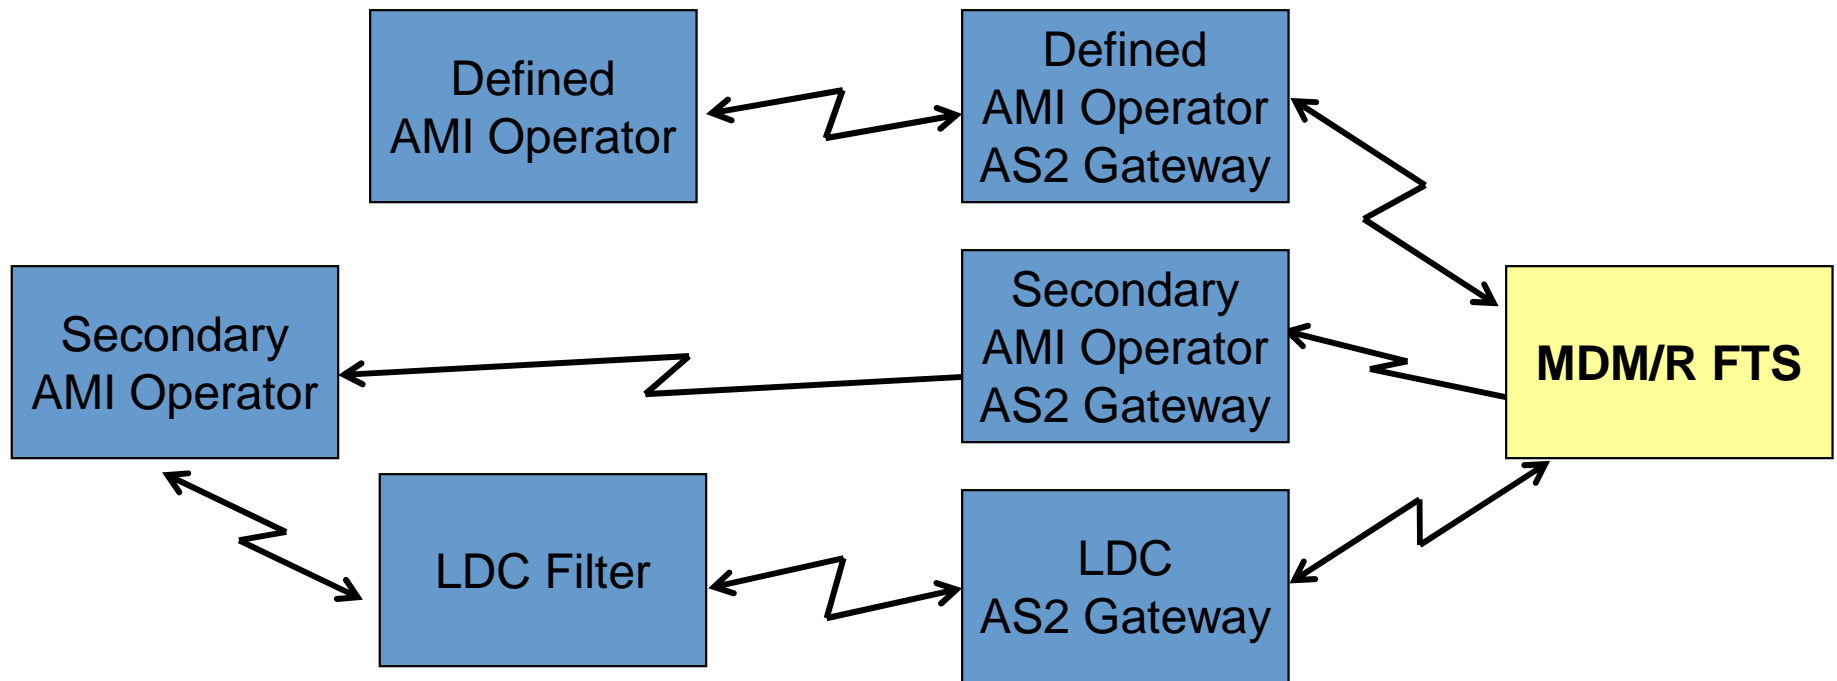 Defined
AMI Operator
Defined
AMI Operator
AS2 Gateway
Secondary
AMI Operator
Secondary
AMI Operator
AS2 Gateway
MDM/R FTS
LDC Filter
LDC
AS2 Gateway